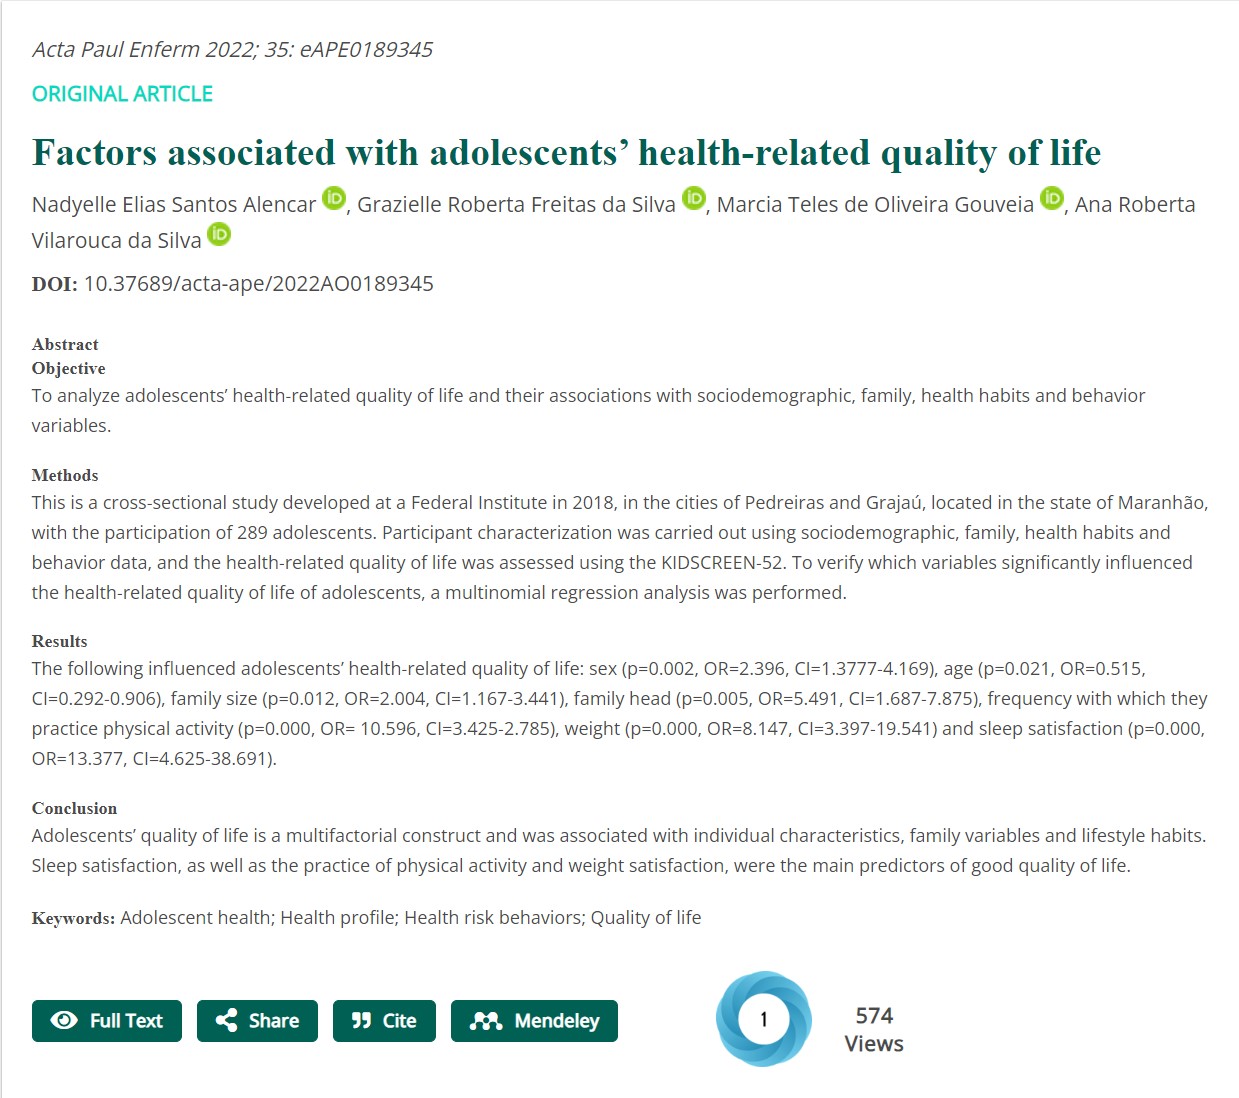 Acta Paul Enferm 2022; 35: eAPE0189345
ORIGINAL ARTICLE
Factors associated with adolescents’ health-related quality of life
Nadyelle Elias Santos Alencar iD, Grazielle Roberta Freitas da Silva iD, Marcia Teles de Oliveira Gouveia iD, Ana Roberta
Vilarouca da Silva iD
DOI: 10.37689/acta-ape/2022AO0189345
Abstract
Objective
To analyze adolescents’ health-related quality of life and their associations with sociodemographic, family, health habits and behavior
variables.
Methods
This is a cross-sectional study developed at a Federal Institute in 2018, in the cities of Pedreiras and Grajaú, located in the state of Maranhão,
with the participation of 289 adolescents. Participant characterization was carried out using sociodemographic, family, health habits and
behavior data, and the health-related quality of life was assessed using the KIDSCREEN-52. To verify which variables significantly influenced
the health-related quality of life of adolescents, a multinomial regression analysis was performed.
Results
The following influenced adolescents’ health-related quality of life: sex (p=0.002, OR=2.396, CI=1.3777-4.169), age (p=0.021, OR=0.515,
CI=0.292-0.906), family size (p=0.012, OR=2.004, CI=1.167-3.441), family head (p=0.005, OR=5.491, CI=1.687-7.875), frequency with which they
practice physical activity (p=0.000, OR= 10.596, CI=3.425-2.785), weight (p=0.000, OR=8.147, CI=3.397-19.541) and sleep satisfaction (p=0.000,
OR=13.377, CI=4.625-38.691).
Conclusion
Adolescents’ quality of life is a multifactorial construct and was associated with individual characteristics, family variables and lifestyle habits.
Sleep satisfaction, as well as the practice of physical activity and weight satisfaction, were the main predictors of good quality of life.
Keywords: Adolescent health; Health profile; Health risk behaviors; Quality of life
Full Text
Share
Cite
Mendeley
1
574
Views